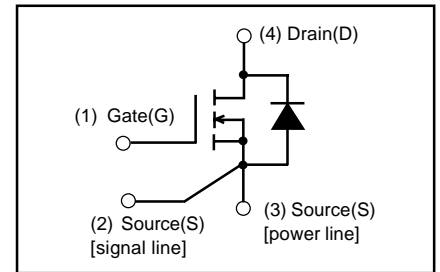 (4) Drain(D)
(1) Gate(G)
(2) Source(S)
[signal line]
(3) Source(S)
[power line]